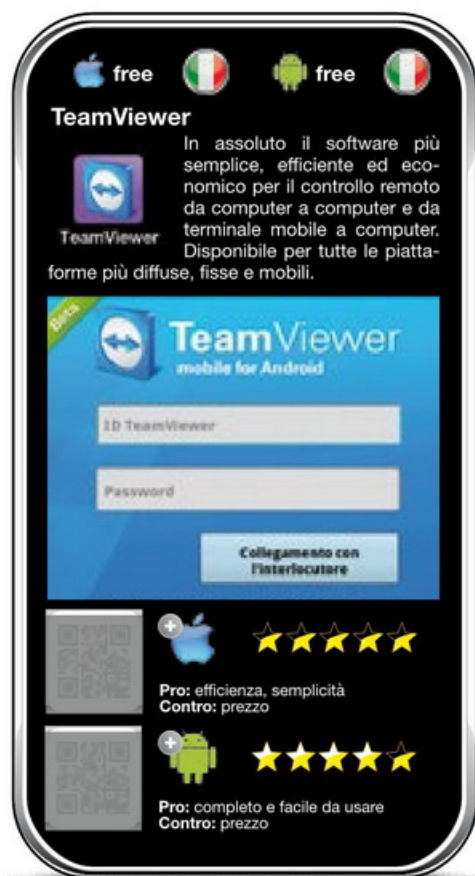 free free
TeamViewer
In assoluto il software più
semplice, efficiente ed eco-
nomico per il controllo remoto
da computer a computer e da
terminale mobile a computer.
Disponibile per tutte le piatta-
forme più diffuse, fisse e mobili.
TeamViewer
Beta
TeamViewer
mobile for Android
ID TeamViewer
Password
Collegamento con
l'interlocutore
Pro: efficienza, semplicità
Contro: prezzo
Pro: completo e facile da usare
Contro: prezzo